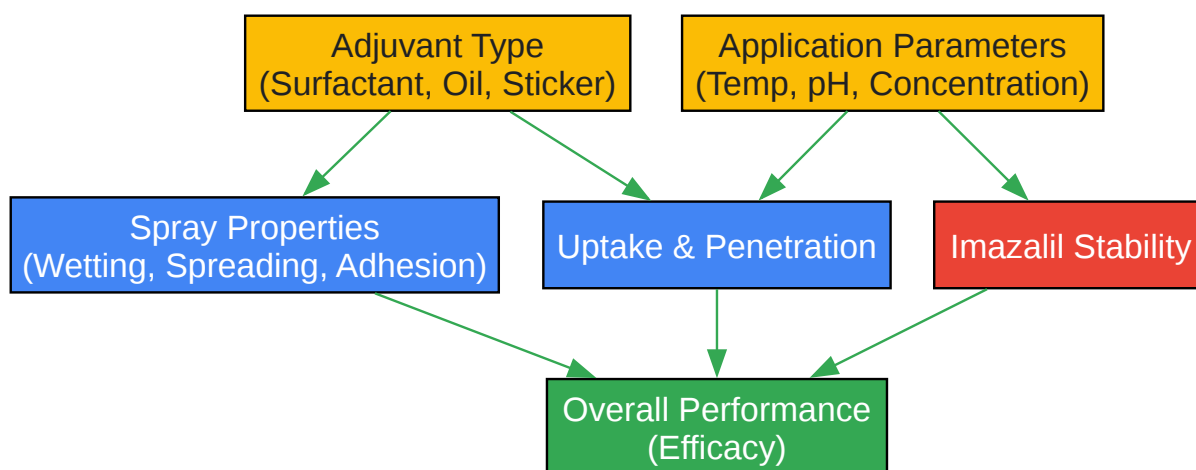 Adjuvant Type
(Surfactant, Oil, Sticker)
Application Parameters
(Temp, pH, Concentration)
Spray Properties
(Wetting, Spreading, Adhesion)
Uptake & Penetration
Imazalil Stability
Overall Performance
(Efficacy)